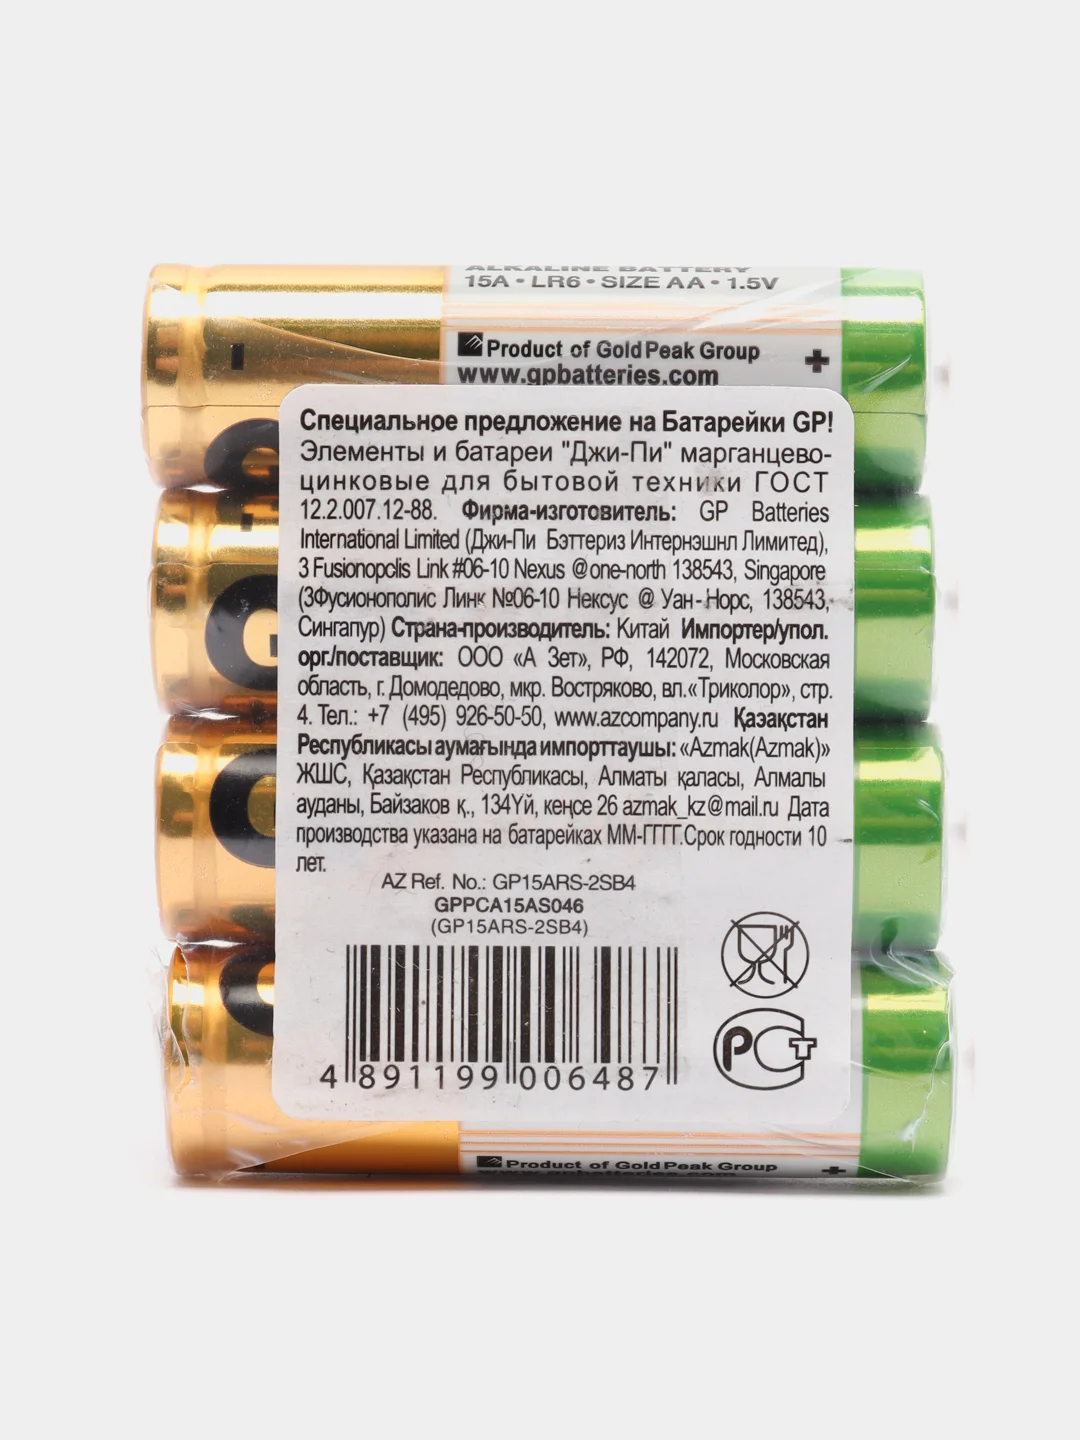 ALKALINE BATTERY
15A • LR6 • SIZE AA • 1.5V
Product of Gold Peak Group
www.gpbatteries.com
Специальное предложение на Батарейки GP!
Элементы и батареи "Джи-Пи" марганцево-
цинковые для бытовой техники ГОСТ
12.2.007.12-88. Фирма-изготовитель: GP Batteries
International Limited (Джи-Пи Бэттериз Интернэшнл Лимитед),
3 Fusionopolis Link #06-10 Nexus @one-north 138543, Singapore
(3Фусионополис Линк №06-10 Нексус @ Уан-Норс, 138543,
Сингапур) Страна-производитель: Китай Импортер/упол.
орг./поставщик: ООО «А Зет», РФ, 142072, Московская
область, г. Домодедово, мкр. Востряково, вл.«Триколор», стр.
4. Тел.: +7 (495) 926-50-50, www.azcompany.ru Қазақстан
Республикасы аумағында импорттаушы: «Azmak(Azmak)»
ЖШС, Қазақстан Республикасы, Алматы қаласы, Алмалы
ауданы, Байзаков қ., 134Үй, кеңсе 26 azmak_kz@mail.ru Дата
производства указана на батарейках ММ-ГГГГ.Срок годности 10
лет.
AZ Ref. No.: GP15ARS-2SB4
GPPCA15AS046
(GP15ARS-2SB4)
4 891199 006487
РСТ
Product of Gold Peak Group
www.gpbatteries.com